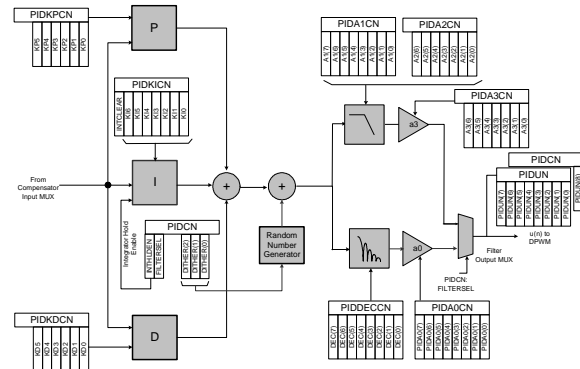 PIDKPCN
KP5
KP4
KP3
KP2
KP1
KP0
P
PIDKICN
INTCLEAR
KI6
KI5
KI4
KI3
KI2
KI1
KI0
From
Compensator
Input MUX
I
+
+
Integrator Hold
Enable
PIDCN
INTHLDEN
FILTERSEL
DITHER(2)
DITHER(1)
DITHER(0)
Random
Number
Generator
PIDKDCN
KD5
KD4
KD3
KD2
KD1
KD0
D
PIDA1CN
A1(7)
A1(6)
A1(5)
A1(4)
A1(3)
A1(2)
A1(1)
A1(0)
PIDA2CN
A2(6)
A2(5)
A2(4)
A2(3)
A2(2)
A2(1)
A2(0)
a3
PIDA3CN
A3(6)
A3(5)
A3(4)
A3(3)
A3(2)
A3(1)
A3(0)
PIDCN
PIDUN
PIDUN(8)
PIDUN(7)
PIDUN(6)
PIDUN(5)
PIDUN(4)
PIDUN(3)
PIDUN(2)
PIDUN(1)
PIDUN(0)
u(n) to
DPWM
Filter
Output MUX
PIDCN:
FILTERSEL
a0
PIDDECCN
DEC(7)
DEC(6)
DEC(5)
DEC(4)
DEC(3)
DEC(2)
DEC(1)
DEC(0)
PIDA0CN
PIDA0(7)
PIDA0(6)
PIDA0(5)
PIDA0(4)
PIDA0(3)
PIDA0(2)
PIDA0(1)
PIDA0(0)